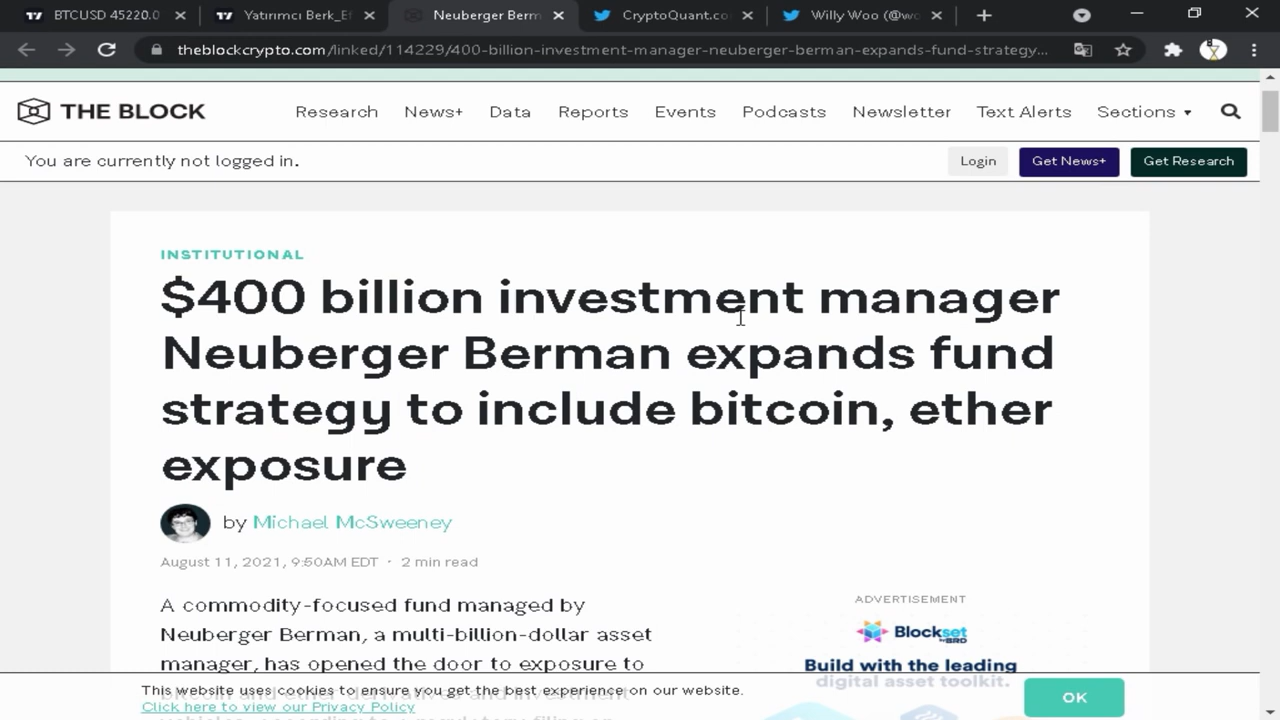 BTCUSD 45220.0
Yatırımcı Berk_Ef
Neuberger Berm
CryptoQuant.co
Willy Woo (@wo
theblockcrypto.com/linked/114229/400-billion-investment-manager-neuberger-berman-expands-fund-strategy...
THE BLOCK
Research News+ Data Reports Events Podcasts Newsletter Text Alerts Sections
You are currently not logged in.
Login Get News+ Get Research
INSTITUTIONAL
$400 billion investment manager
Neuberger Berman expands fund
strategy to include bitcoin, ether
exposure
by Michael McSweeney
August 11, 2021, 9:50AM EDT · 2 min read
A commodity-focused fund managed by
Neuberger Berman, a multi-billion-dollar asset
manager, has opened the door to exposure to
ADVERTISEMENT
Blockset
by BRD
Build with the leading
digital asset toolkit.
This website uses cookies to ensure you get the best experience on our website.
Click here to view our Privacy Policy
OK